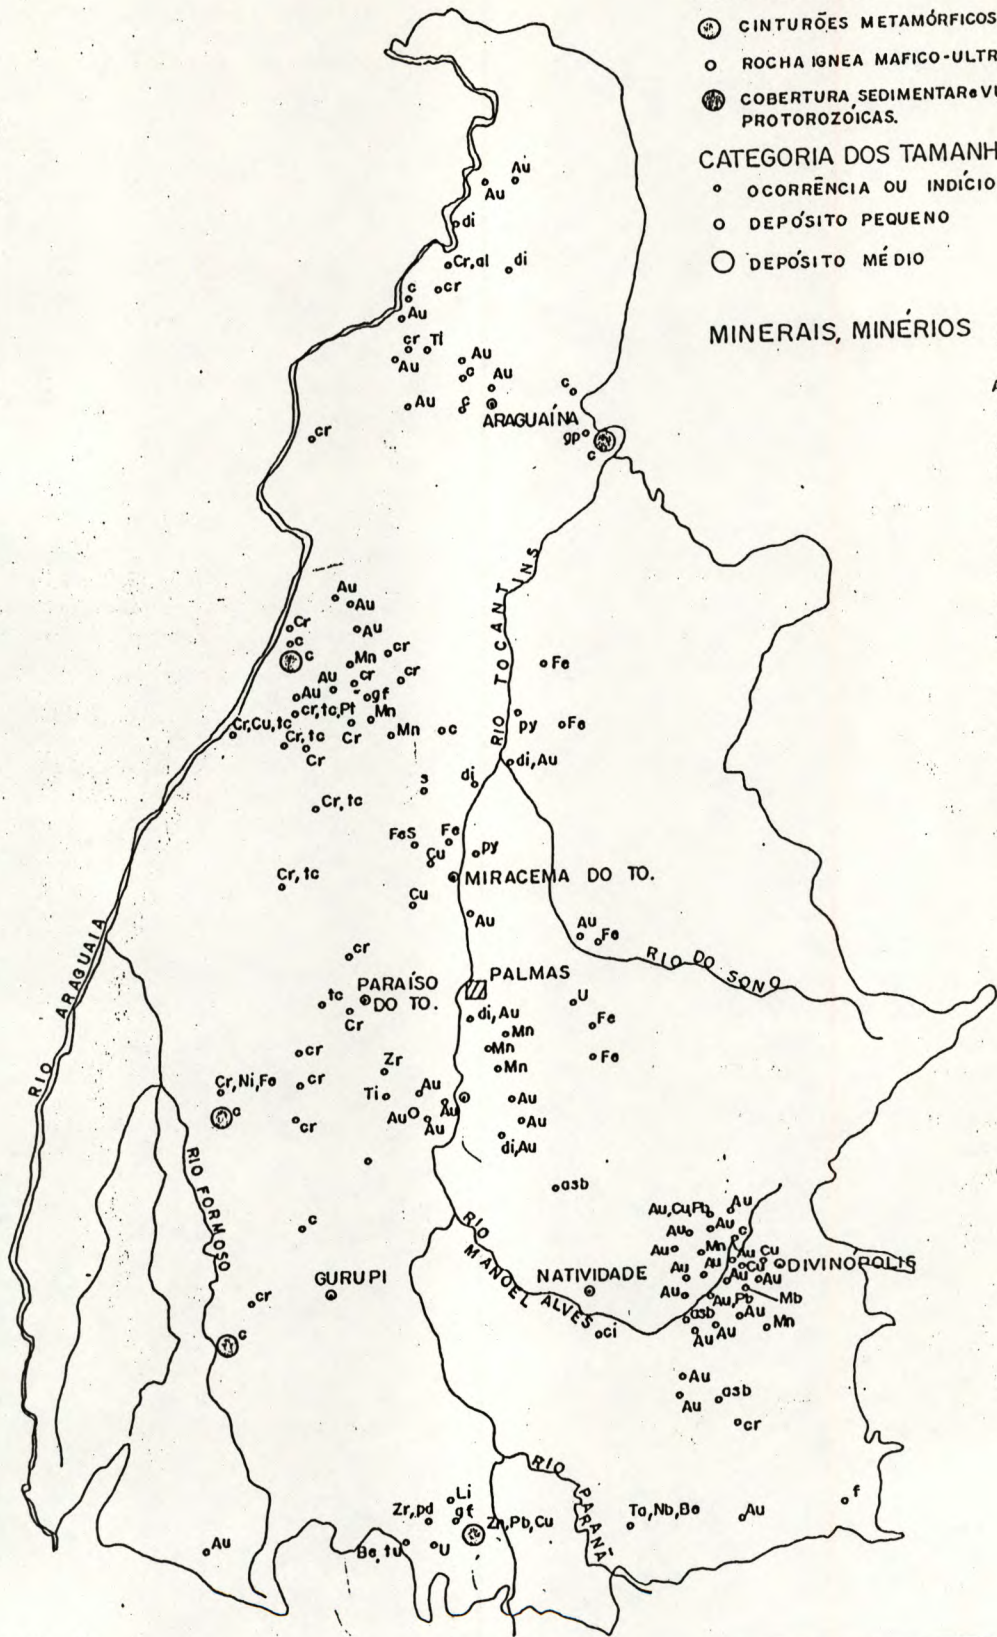 CINTURÕES METAMÓRFICOS
ROCHA IGNEA MAFICO-ULTR
COBERTURA SEDIMENTAR e VU
PROTOROZÓICAS.
CATEGORIA DOS TAMANH
OCORRÊNCIA OU INDÍCIO
DEPÓSITO PEQUENO
DEPÓSITO MÉDIO
MINERAIS, MINÉRIOS
A
Au
Au
di
Cr,al
di
c
cr
Au
cr
Ti
Au
Au
c
Au
c
Au
c
ARAGUAÍNA
gp
c
cr
RIO TOCANTINS
Au
Au
Cr
Au
c
c
Mn
cr
Fe
Au
cr
cr
Au
gf
cr,tc,Pt
Mn
Cr,Cu,tc
Cr
Mn
c
py
Fe
Cr,tc
Cr
di,Au
s
di
Cr,tc
FeS
Fe
Cu
py
MIRACEMA DO TO.
Cr,tc
Cu
Au
Au
Fe
RIO DO SONO
RIO ARAGUAIA
cr
PARAÍSO
DO TO.
PALMAS
tc
Cr
U
di,Au
Fe
Mn
Mn
cr
Fe
Zr
Mn
Cr,Ni,Fe
cr
Ti
Au
Au
Au
c
Au
Au
Au
cr
di,Au
RIO FORMOSO
asb
Au,Cu,Pb
Au
Au
Au
c
c
RIO MANOEL ALVES
Au
Mn
Au
Cu
Cu
DIVINÓPOLIS
GURUPI
NATIVIDADE
Au
Au
Au
Au
Mb
Au
Au,Pb
cr
asb
Au
Mn
c
ci
Au
Au
Au
asb
Au
cr
RIO PARANÃ
Li
Zr,pd
gf
Zn,Pb,Cu
Ta,Nb,Be
Au
f
Au
Be,tu
U